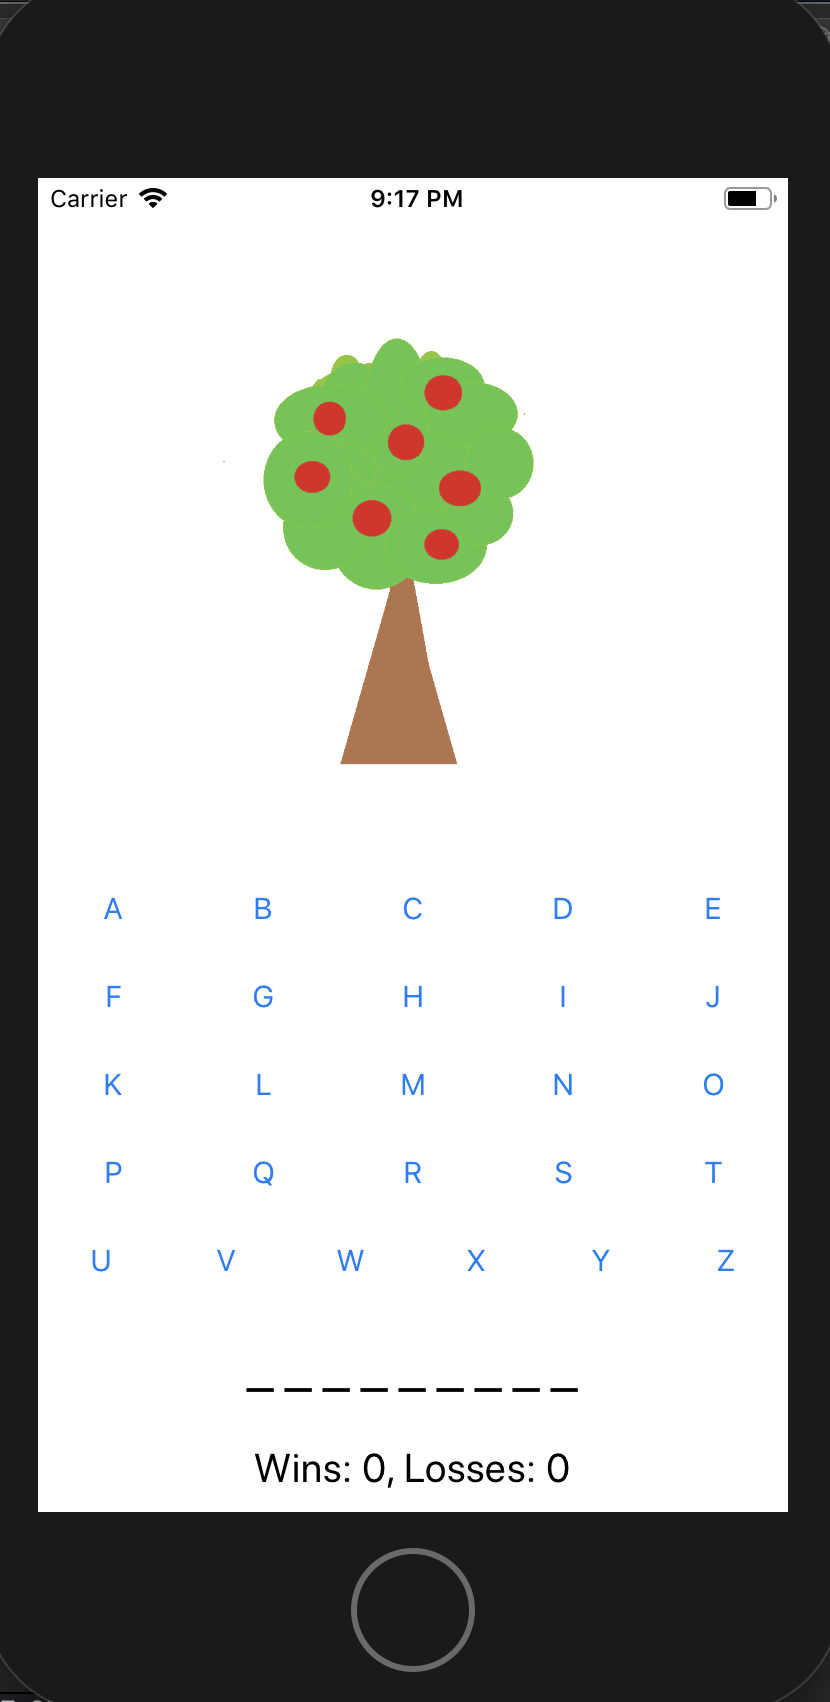 Carrier 9:17 PM
A B C D E
F G H I J
K L M N O
P Q R S T
U V W X Y Z
_ _ _ _ _ _ _ _ _
Wins: 0, Losses: 0